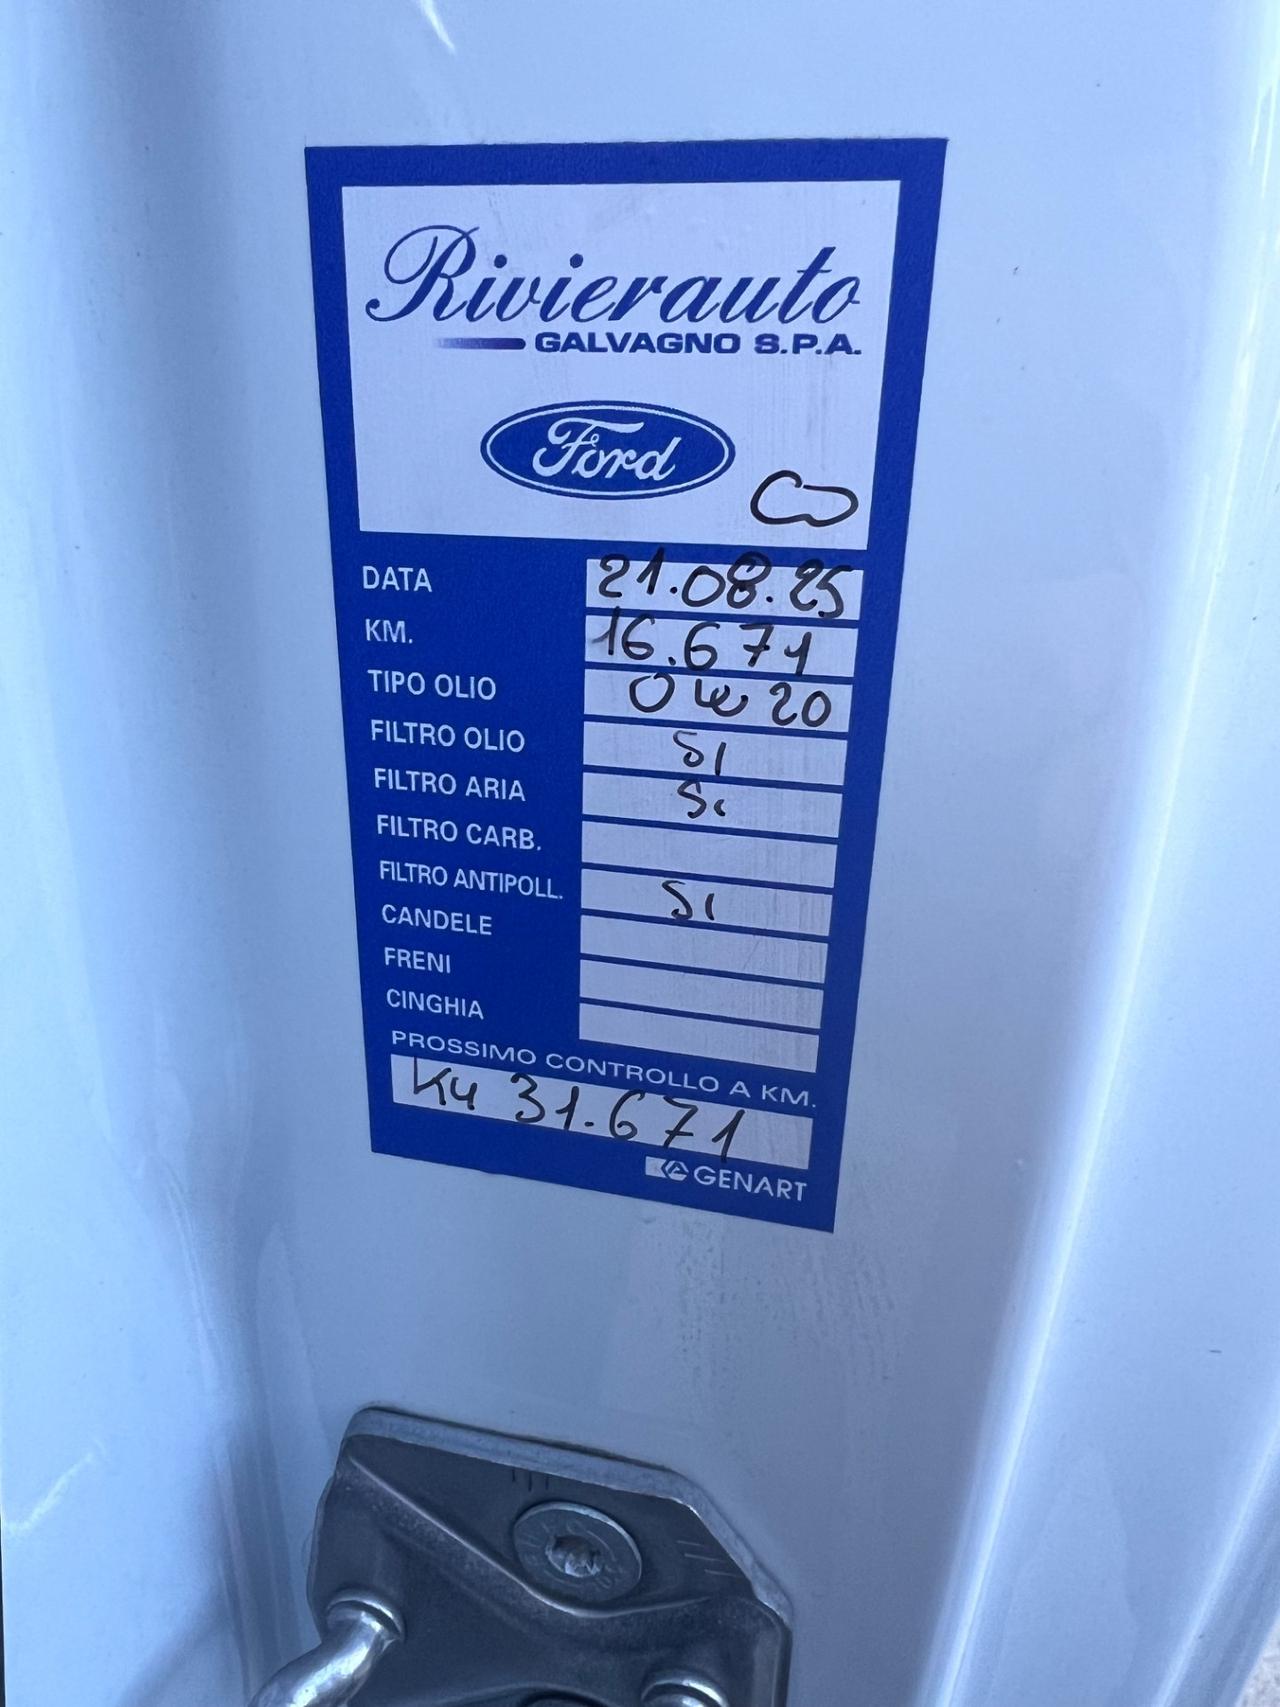 Rivierauto
GALVAGNO S.P.A.
Ford
DATA 21.08.25
KM. 16.671
TIPO OLIO 0W20
FILTRO OLIO SI
FILTRO ARIA Si
FILTRO CARB.
FILTRO ANTIPOLL. SI
CANDELE
FRENI
CINGHIA
PROSSIMO CONTROLLO A KM.
KM 31.671
GENART